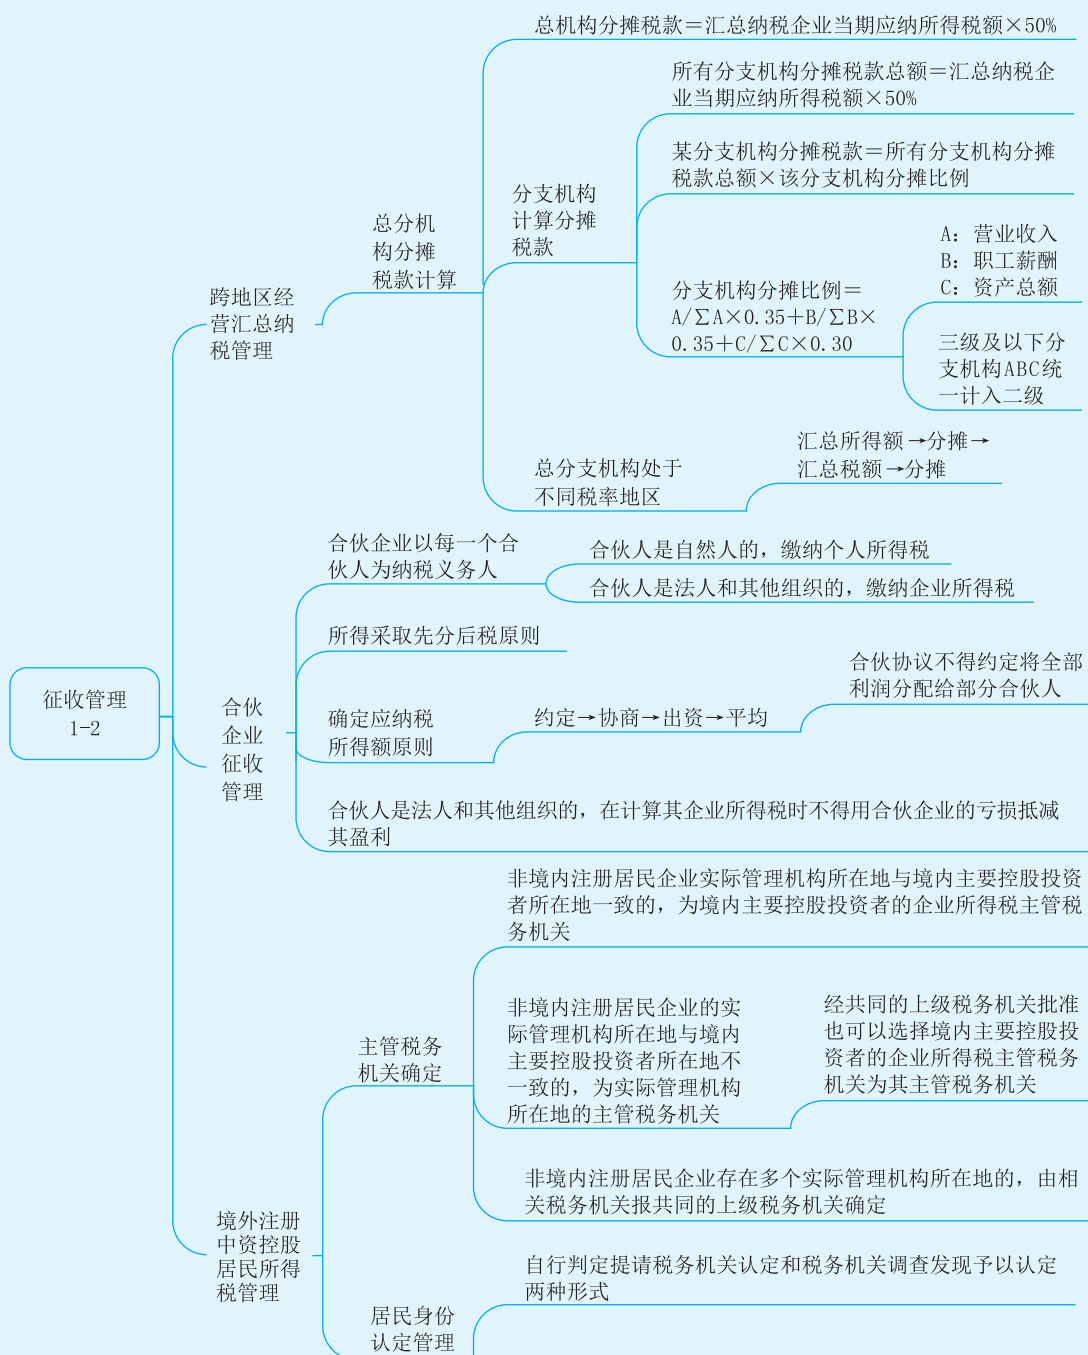 征收管理
1-2
跨地区经
营汇总纳
税管理
总分机
构分摊
税款计算
总机构分摊税款＝汇总纳税企业当期应纳所得税额×50%
分支机构
计算分摊
税款
所有分支机构分摊税款总额＝汇总纳税企
业当期应纳所得税额×50%
某分支机构分摊税款＝所有分支机构分摊
税款总额×该分支机构分摊比例
分支机构分摊比例＝
A/∑A×0.35＋B/∑B×
0.35＋C/∑C×0.30
A：营业收入
B：职工薪酬
C：资产总额
三级及以下分
支机构ABC统
一计入二级
总分支机构处于
不同税率地区
汇总所得额→分摊→
汇总税额→分摊
合伙
企业
征收
管理
合伙企业以每一个合
伙人为纳税义务人
合伙人是自然人的，缴纳个人所得税
合伙人是法人和其他组织的，缴纳企业所得税
所得采取先分后税原则
确定应纳税
所得额原则
约定→协商→出资→平均
合伙协议不得约定将全部
利润分配给部分合伙人
合伙人是法人和其他组织的，在计算其企业所得税时不得用合伙企业的亏损抵减
其盈利
境外注册
中资控股
居民所得
税管理
主管税务
机关确定
非境内注册居民企业实际管理机构所在地与境内主要控股投资
者所在地一致的，为境内主要控股投资者的企业所得税主管税
务机关
非境内注册居民企业的实
际管理机构所在地与境内
主要控股投资者所在地不
一致的，为实际管理机构
所在地的主管税务机关
经共同的上级税务机关批准
也可以选择境内主要控股投
资者的企业所得税主管税务
机关为其主管税务机关
非境内注册居民企业存在多个实际管理机构所在地的，由相
关税务机关报共同的上级税务机关确定
居民身份
认定管理
自行判定提请税务机关认定和税务机关调查发现予以认定
两种形式